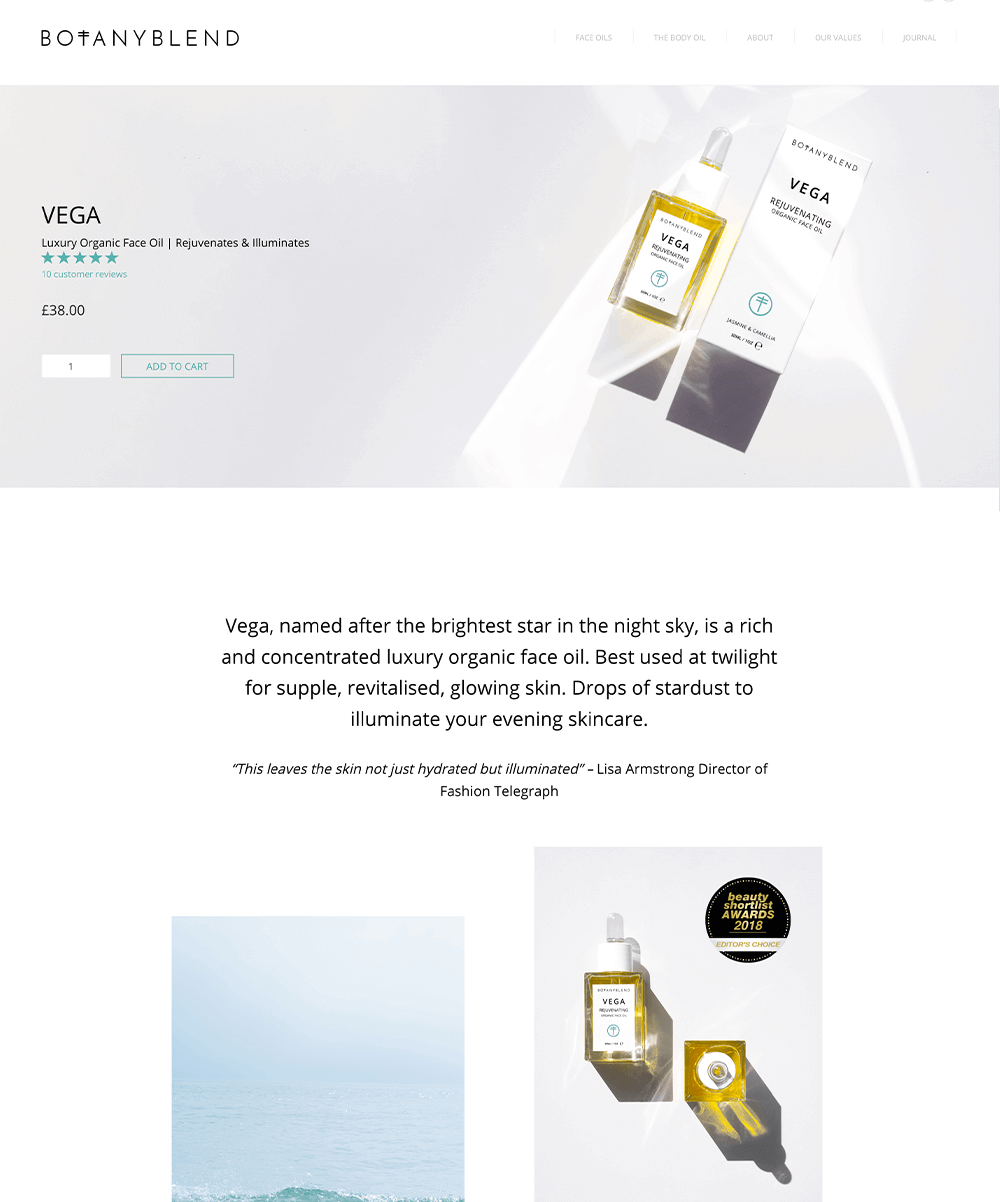 BOTANYBLEND
FACE OILS
THE BODY OIL
ABOUT
OUR VALUES
JOURNAL
VEGA
Luxury Organic Face Oil | Rejuvenates & Illuminates
10 customer reviews
£38.00
1
ADD TO CART
BOTANYBLEND
VEGA
REJUVENATING
ORGANIC FACE OIL
30ML / 1OZ ℮
BOTANYBLEND
VEGA
REJUVENATING
ORGANIC FACE OIL
JASMINE & CAMELLIA
30ML / 1OZ ℮
Vega, named after the brightest star in the night sky, is a rich
and concentrated luxury organic face oil. Best used at twilight
for supple, revitalised, glowing skin. Drops of stardust to
illuminate your evening skincare.
“This leaves the skin not just hydrated but illuminated” – Lisa Armstrong Director of
Fashion Telegraph
beauty
shortlist
AWARDS
2018
EDITOR'S CHOICE
BOTANYBLEND
VEGA
REJUVENATING
ORGANIC FACE OIL
30ML / 1OZ ℮